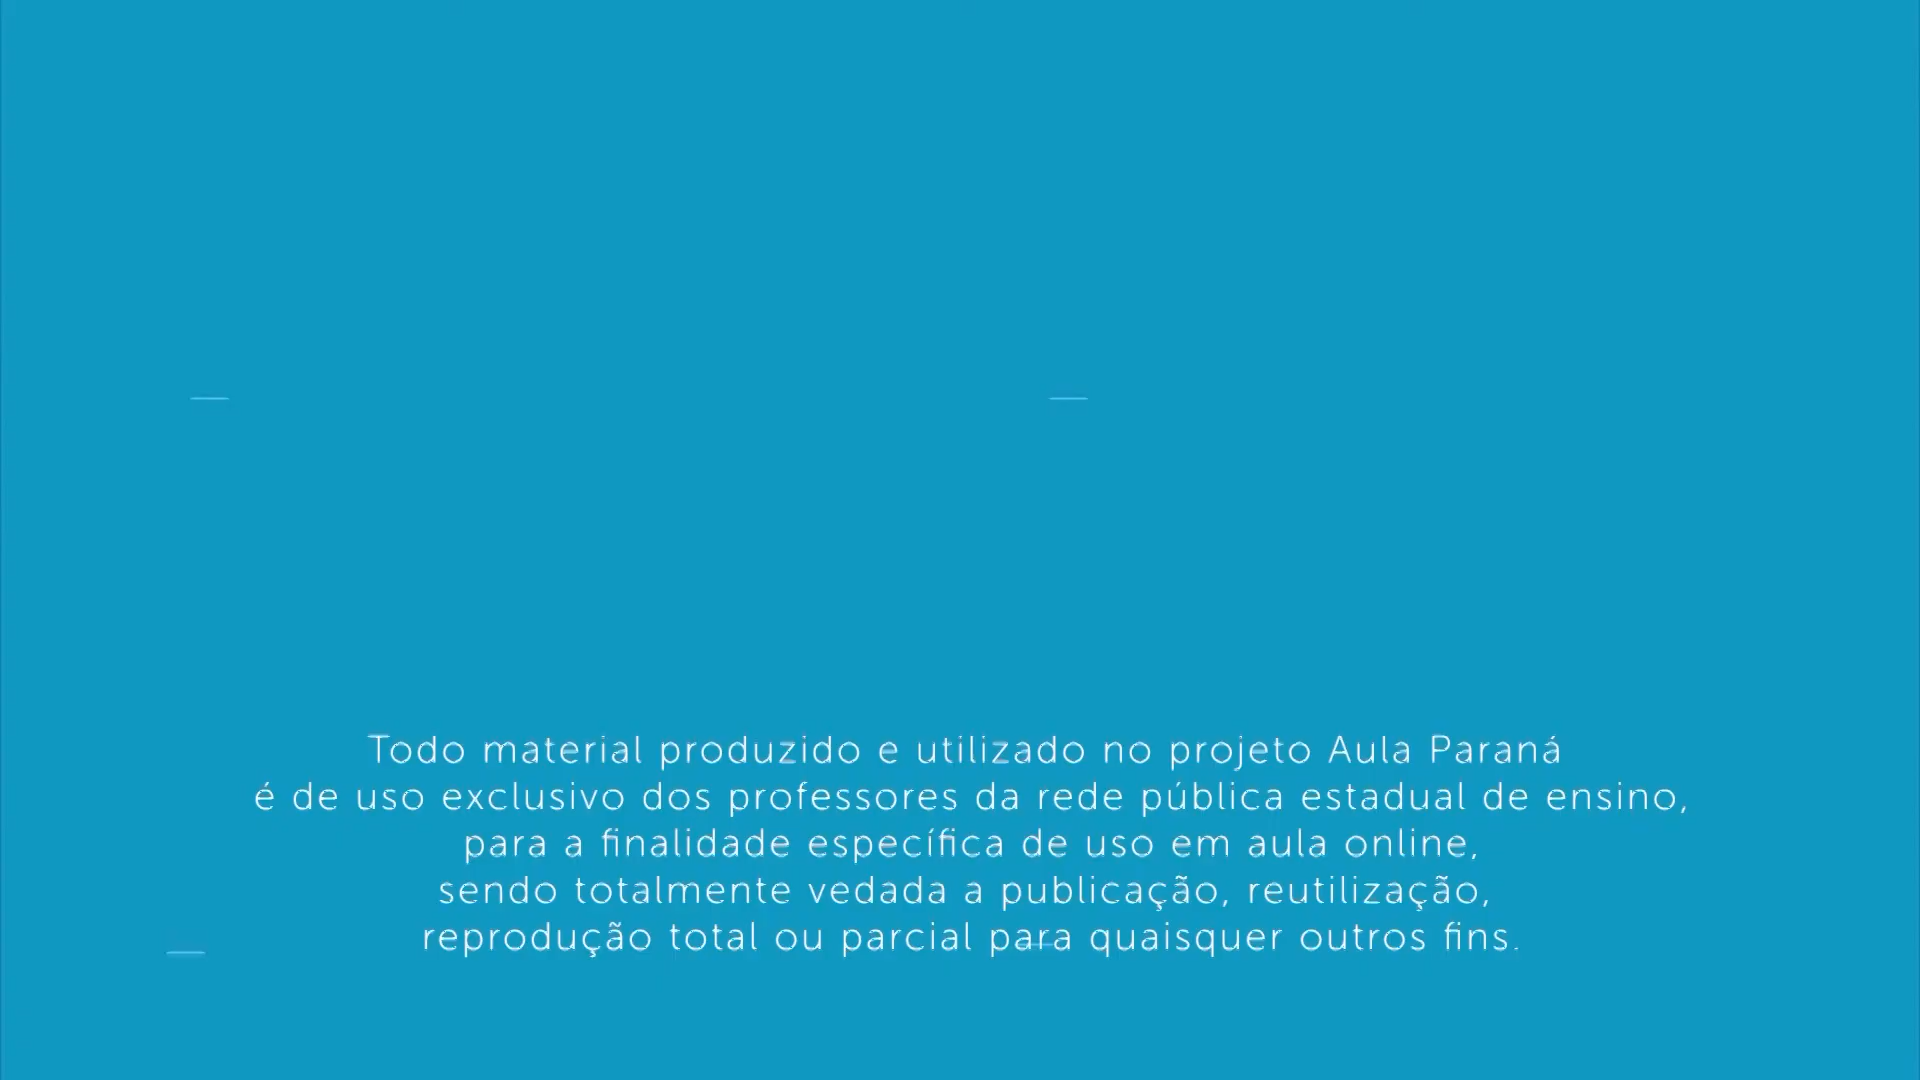 Todo material produzido e utilizado no projeto Aula Paraná
é de uso exclusivo dos professores da rede pública estadual de ensino,
para a finalidade específica de uso em aula online,
sendo totalmente vedada a publicação, reutilização,
reprodução total ou parcial para quaisquer outros fins.